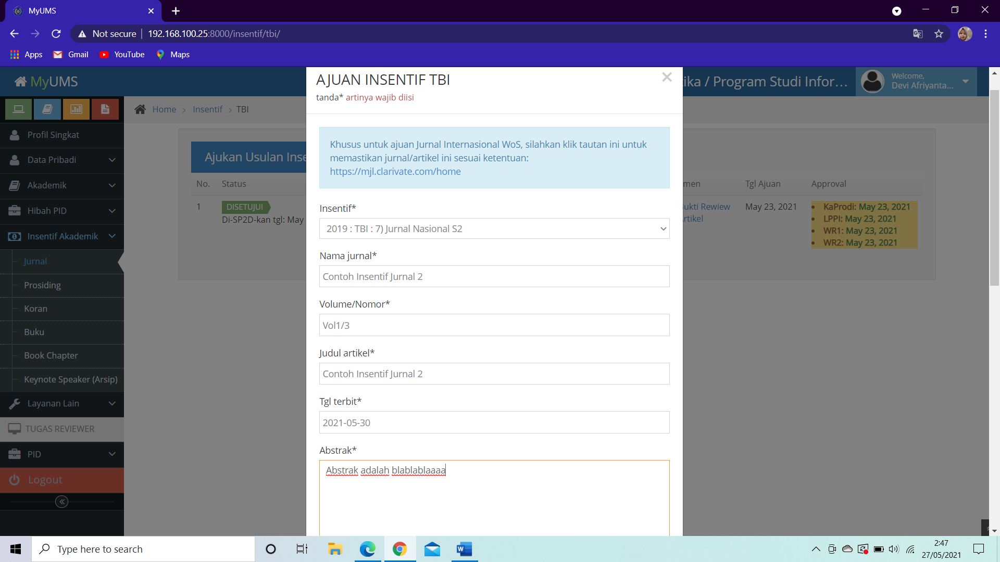 MyUMS
Not secure
192.168.100.25:8000/insentif/tbi/
Apps
Gmail
YouTube
Maps
MyUMS
ika / Program Studi Infor...
Welcome,
Devi Afriyanta...
Home
Insentif
TBI
Profil Singkat
Data Pribadi
Akademik
Hibah PID
Insentif Akademik
Jurnal
Prosiding
Koran
Buku
Book Chapter
Keynote Speaker (Arsip)
Layanan Lain
TUGAS REVIEWER
PID
Logout
Ajukan Usulan Inse
No.
Status
men
Tgl Ajuan
Approval
1
DISETUJUI
Di-SP2D-kan tgl: May
ukti Rewiew
rtikel
May 23, 2021
KaProdi: May 23, 2021
LPPI: May 23, 2021
WR1: May 23, 2021
WR2: May 23, 2021
AJUAN INSENTIF TBI
tanda* artinya wajib diisi
Khusus untuk ajuan Jurnal Internasional WoS, silahkan klik tautan ini untuk
memastikan jurnal/artikel ini sesuai ketentuan:
https://mjl.clarivate.com/home
Insentif*
2019 : TBI : 7) Jurnal Nasional S2
Nama jurnal*
Contoh Insentif Jurnal 2
Volume/Nomor*
Vol1/3
Judul artikel*
Contoh Insentif Jurnal 2
Tgl terbit*
2021-05-30
Abstrak*
Abstrak adalah blablablaaaa
Type here to search
2:47
27/05/2021